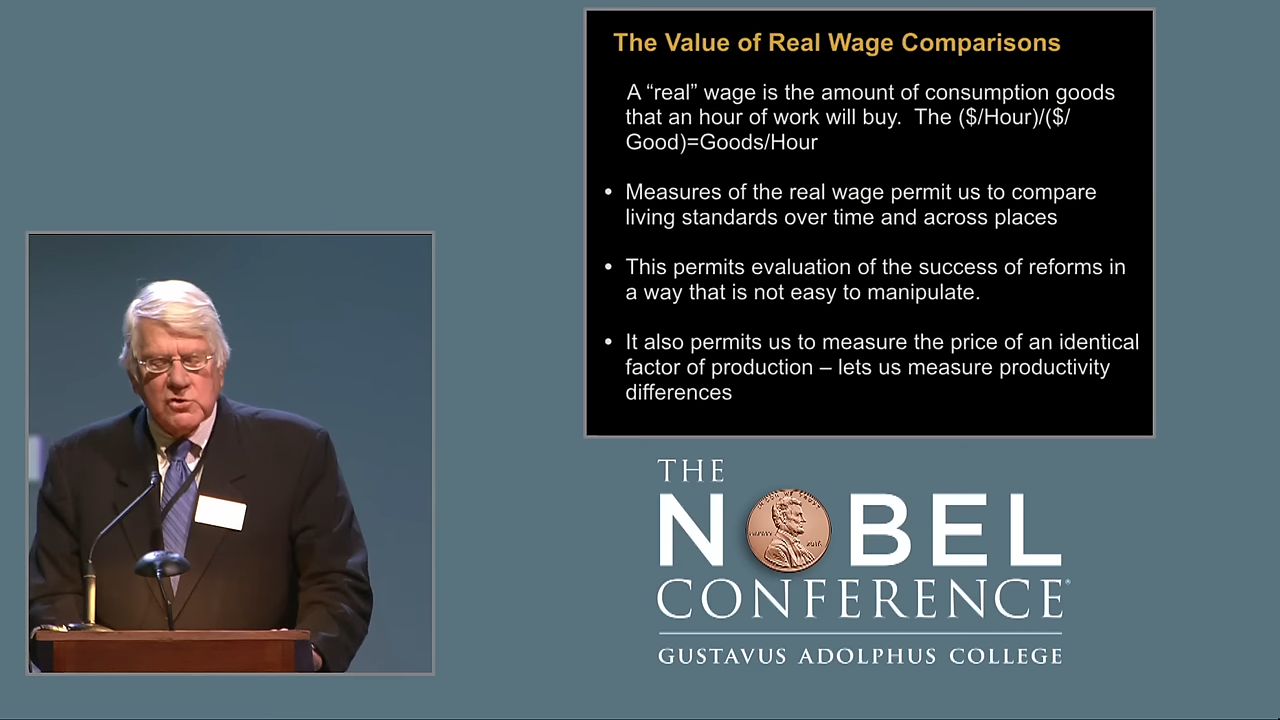 The Value of Real Wage Comparisons
A “real” wage is the amount of consumption goods
that an hour of work will buy.  The ($/Hour)/($/
Good)=Goods/Hour
• Measures of the real wage permit us to compare
living standards over time and across places
• This permits evaluation of the success of reforms in
a way that is not easy to manipulate.
• It also permits us to measure the price of an identical
factor of production – lets us measure productivity
differences
THE
NOBEL
CONFERENCE®
GUSTAVUS ADOLPHUS COLLEGE